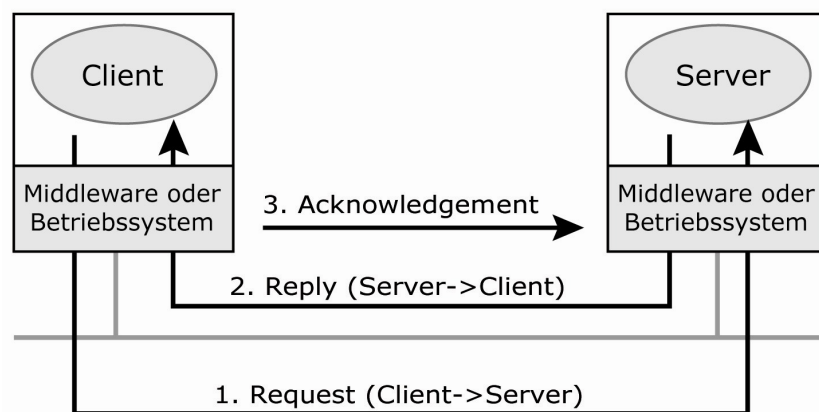 Client
Server
Middleware oder
Betriebssystem
Middleware oder
Betriebssystem
3. Acknowledgement
2. Reply (Server->Client)
1. Request (Client->Server)